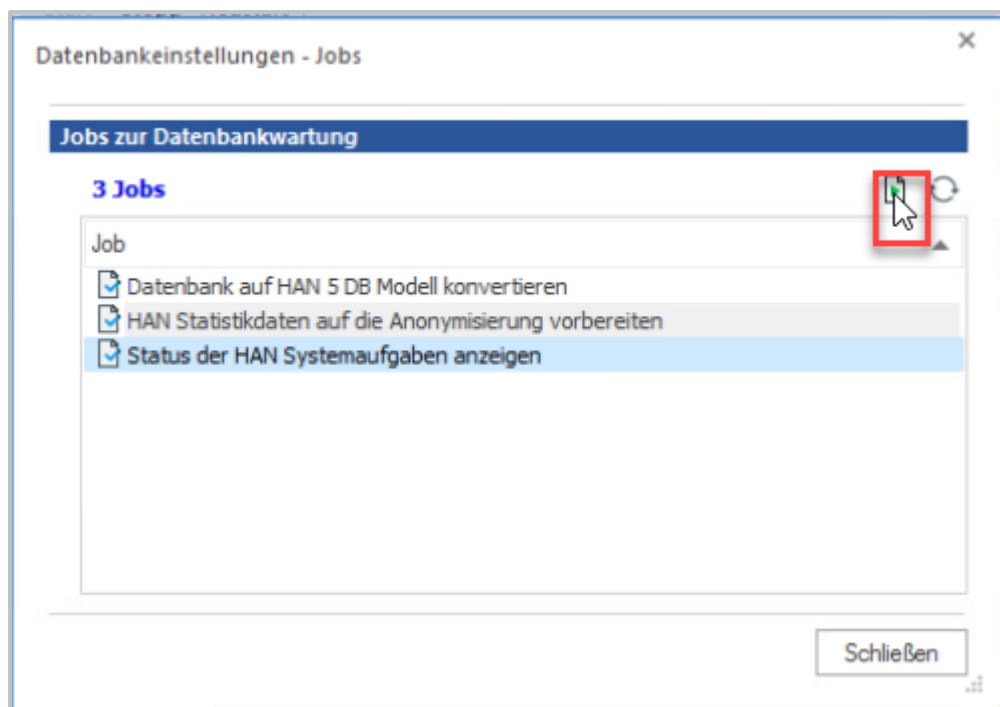 Datenbankeinstellungen - Jobs
Jobs zur Datenbankwartung
3 Jobs
Job
Datenbank auf HAN 5 DB Modell konvertieren
HAN Statistikdaten auf die Anonymisierung vorbereiten
Status der HAN Systemaufgaben anzeigen
Schließen